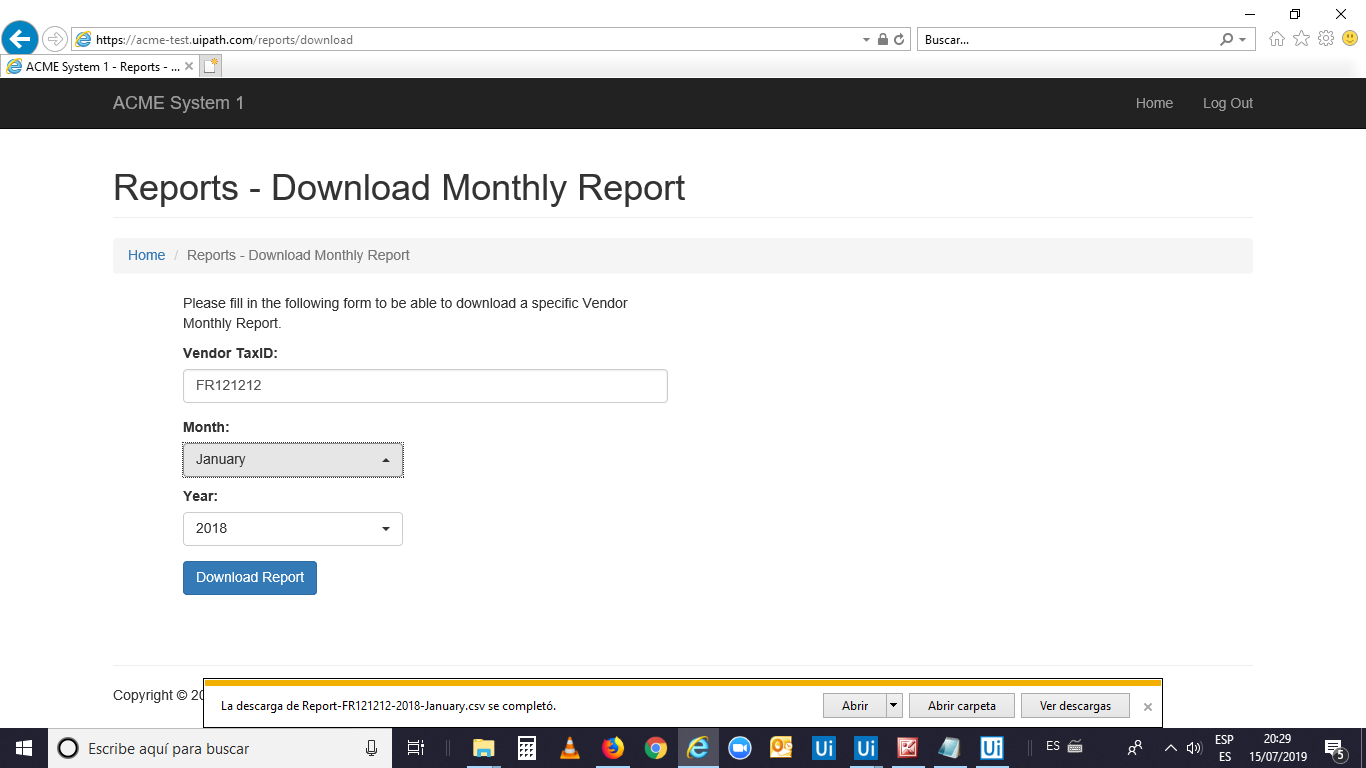 https://acme-test.uipath.com/reports/download
Buscar...
ACME System 1 - Reports - ...
ACME System 1
Home
Log Out
Reports - Download Monthly Report
Home / Reports - Download Monthly Report
Please fill in the following form to be able to download a specific Vendor
Monthly Report.
Vendor TaxID:
FR121212
Month:
January
Year:
2018
Download Report
Copyright © 20
La descarga de Report-FR121212-2018-January.csv se completó.
Abrir
Abrir carpeta
Ver descargas
Escribe aquí para buscar
Ui
Ui
Ui
ES
ESP
ES
20:29
15/07/2019
5